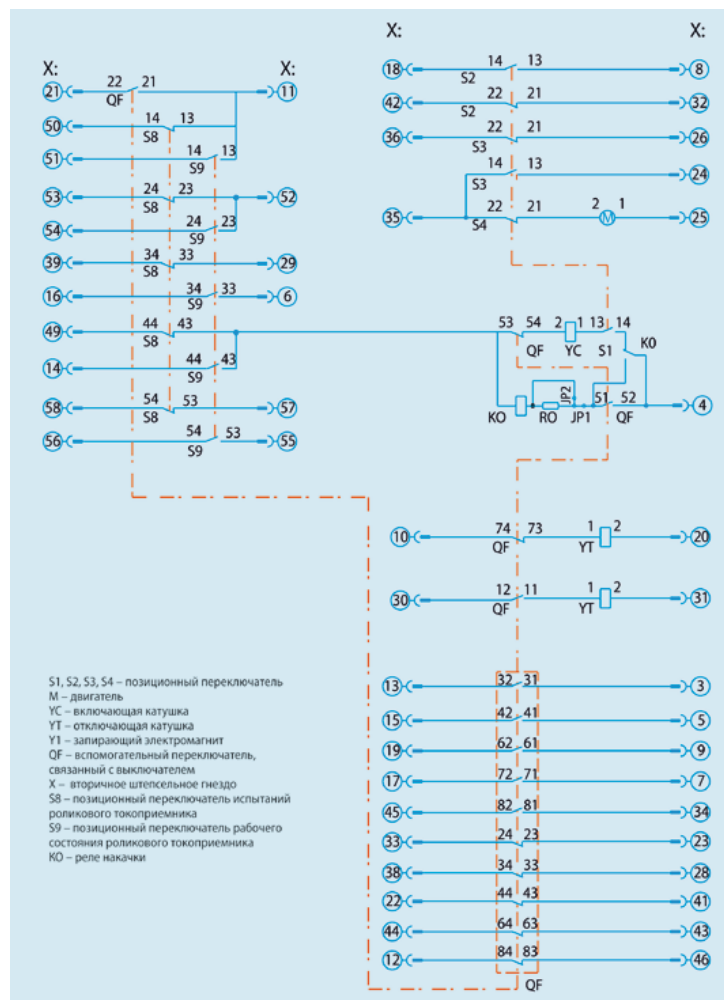 X: X:
21 22 21 11
QF
50 14 13
S8
51 14 13
S9
53 24 23 52
S8
54 24 23
S9
39 34 33 29
S8
16 34 33 6
S9
49 44 43
S8
14 44 43
S9
58 54 53 57
S8
56 54 53 55
S9
X: X:
18 14 13 8
S2
42 22 21 32
S2
36 22 21 26
S3
14 13 24
S3
35 22 21 2 M 1 25
S4
53 54 2 1 13 14
QF YC S1 KO
JP2 51 52 4
KO RO JP1 QF
10 74 73 1 2 20
QF YT
30 12 11 1 2 31
QF YT
13 32 31 3
15 42 41 5
19 62 61 9
17 72 71 7
45 82 81 34
33 24 23 23
38 34 33 28
22 44 43 41
44 64 63 43
12 84 83 46
QF
S1, S2, S3, S4 – позиционный переключатель
М – двигатель
YC – включающая катушка
YT – отключающая катушка
Y1 – запирающий электромагнит
QF – вспомогательный переключатель,
связанный с выключателем
X – вторичное штепсельное гнездо
S8 – позиционный переключатель испытаний
роликового токоприемника
S9 – позиционный переключатель рабочего
состояния роликового токоприемника
КО – реле накачки